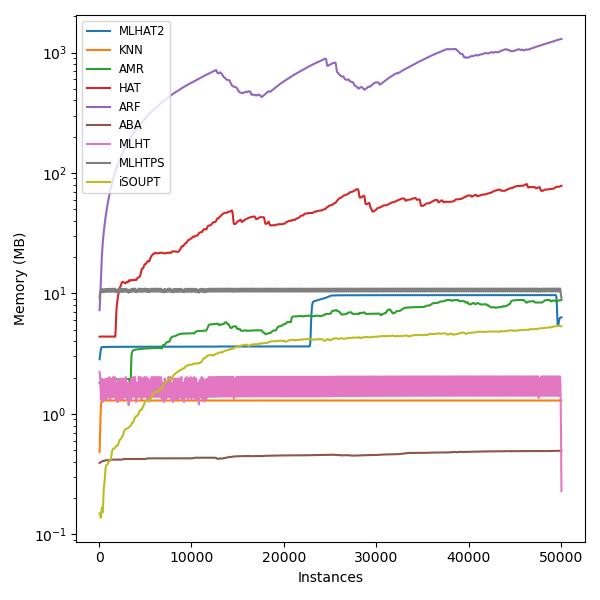 MLHAT2
KNN
AMR
HAT
ARF
ABA
MLHT
MLHTPS
iSOUPT
10³
10²
10¹
10⁰
10⁻¹
Memory (MB)
0 10000 20000 30000 40000 50000
Instances